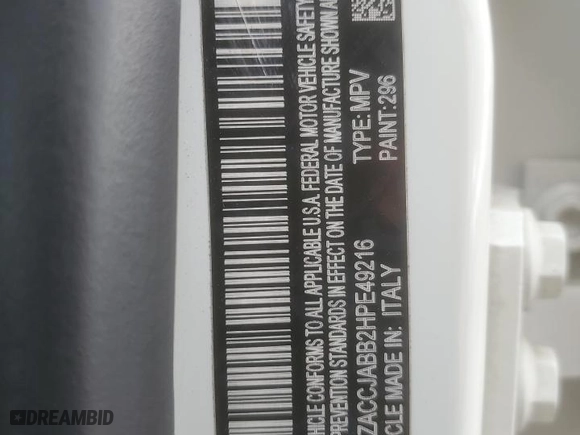 HICLE CONFORMS TO ALL APPLICABLE U.S.A. FEDERAL MOTOR VEHICLE SAFETY
PREVENTION STANDARDS IN EFFECT ON THE DATE OF MANUFACTURE SHOWN A
ZACCJABB2HPE49216 TYPE: MPV
CLE MADE IN: ITALY PAINT: 296
DREAMBID